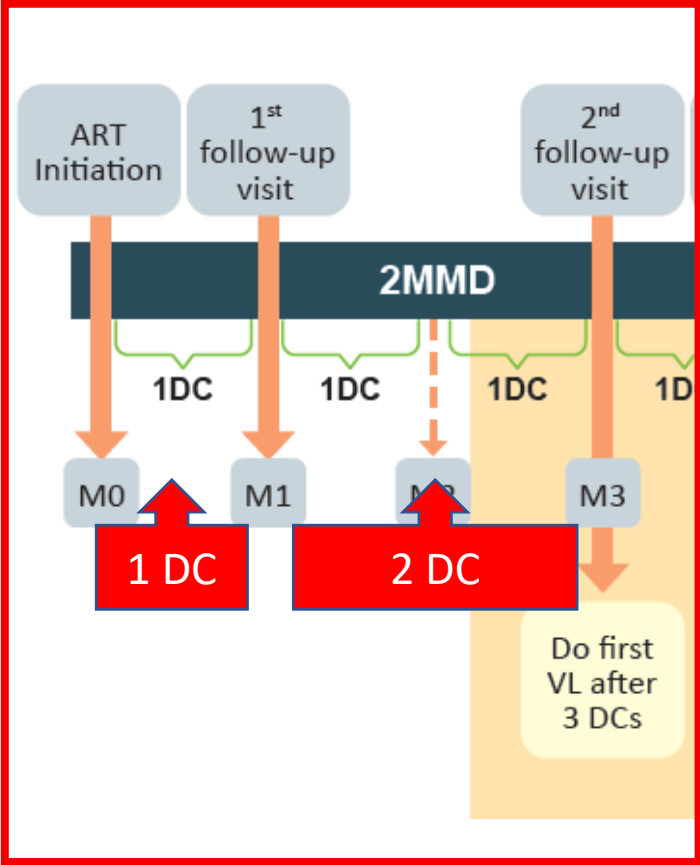 ART
Initiation
1st
follow-up
visit
2nd
follow-up
visit
2MMD
1DC
1DC
1DC
1D
M0
M1
M3
1 DC
2 DC
Do first
VL after
3 DCs